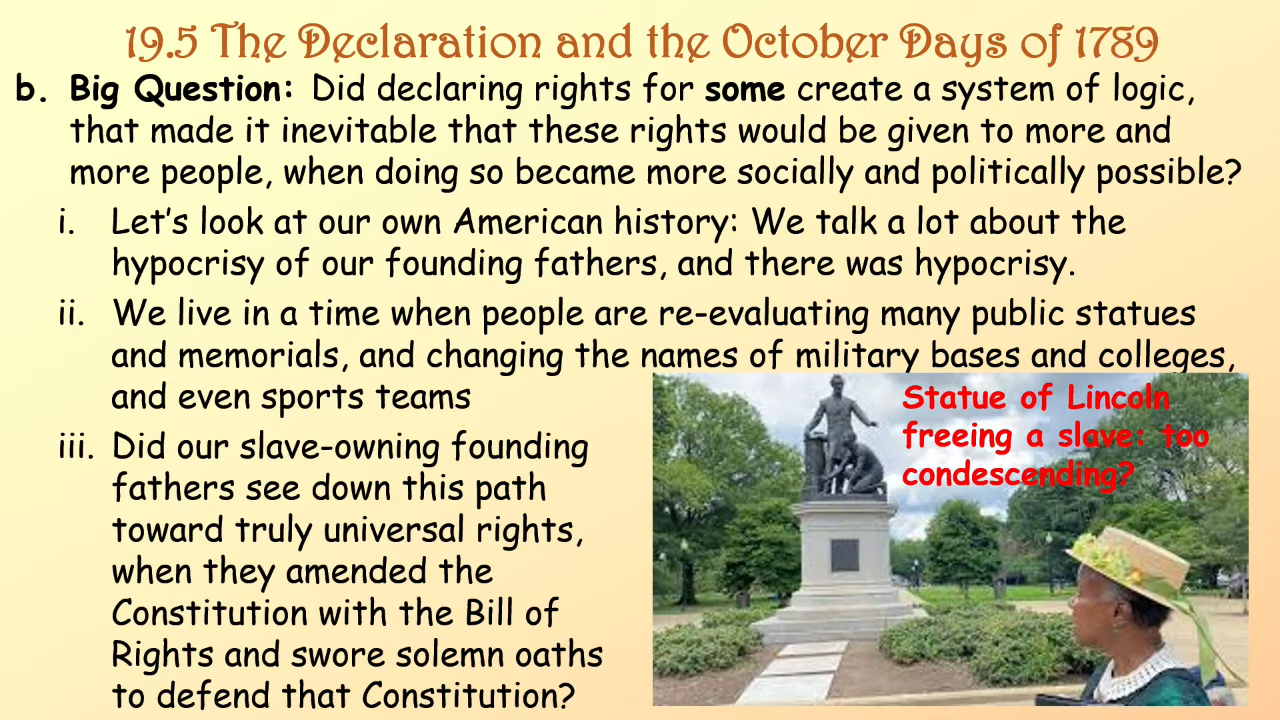 19.5 The Declaration and the October Days of 1789
b. Big Question: Did declaring rights for some create a system of logic,
that made it inevitable that these rights would be given to more and
more people, when doing so became more socially and politically possible?
i. Let's look at our own American history: We talk a lot about the
hypocrisy of our founding fathers, and there was hypocrisy.
ii. We live in a time when people are re-evaluating many public statues
and memorials, and changing the names of military bases and colleges,
and even sports teams
iii. Did our slave-owning founding
fathers see down this path
toward truly universal rights,
when they amended the
Constitution with the Bill of
Rights and swore solemn oaths
to defend that Constitution?
Statue of Lincoln
freeing a slave: too
condescending?